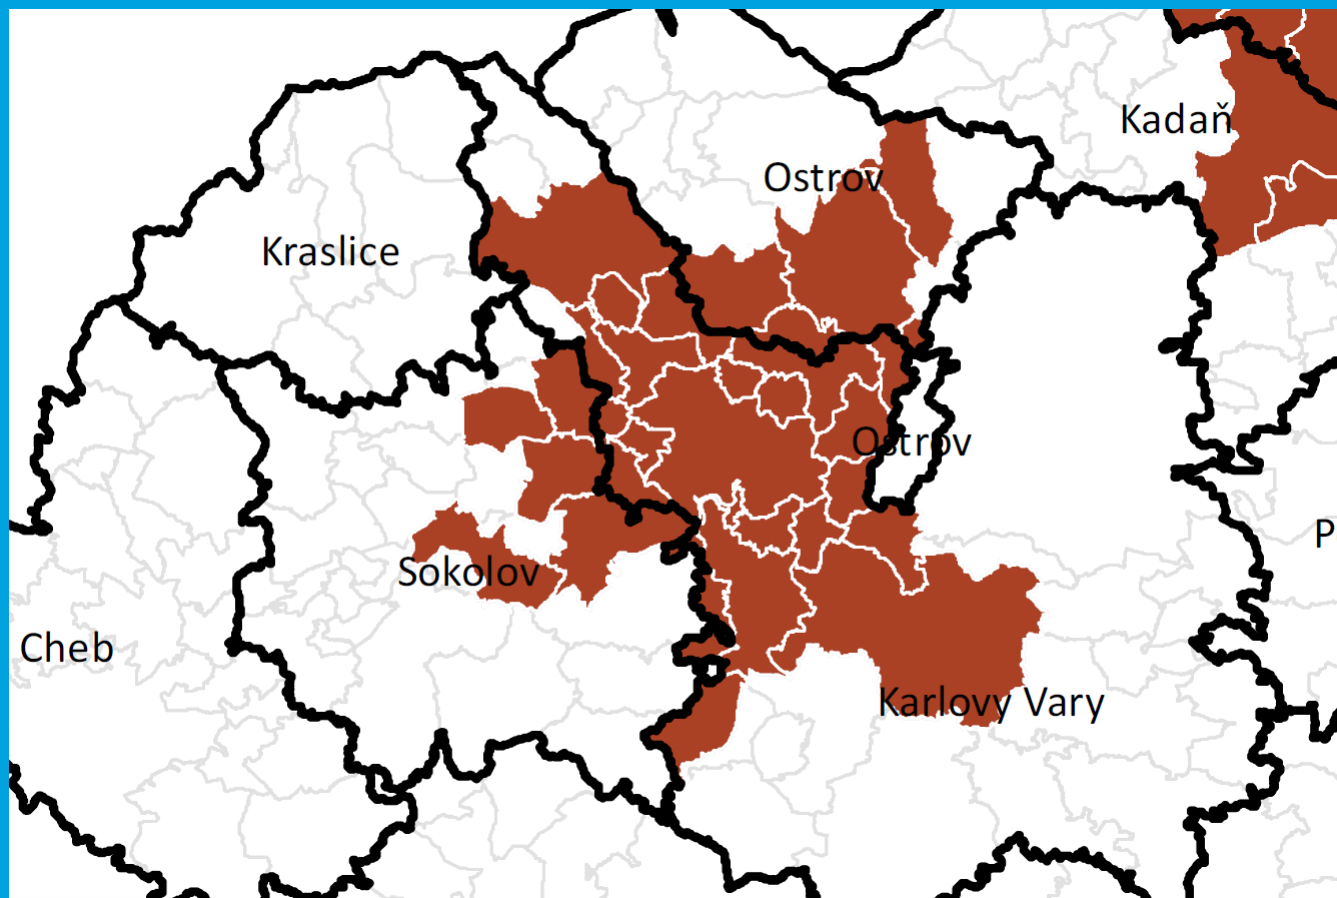 Kadaň
Ostrov
Kraslice
Ostrov
Sokolov
Cheb
Karlovy Vary